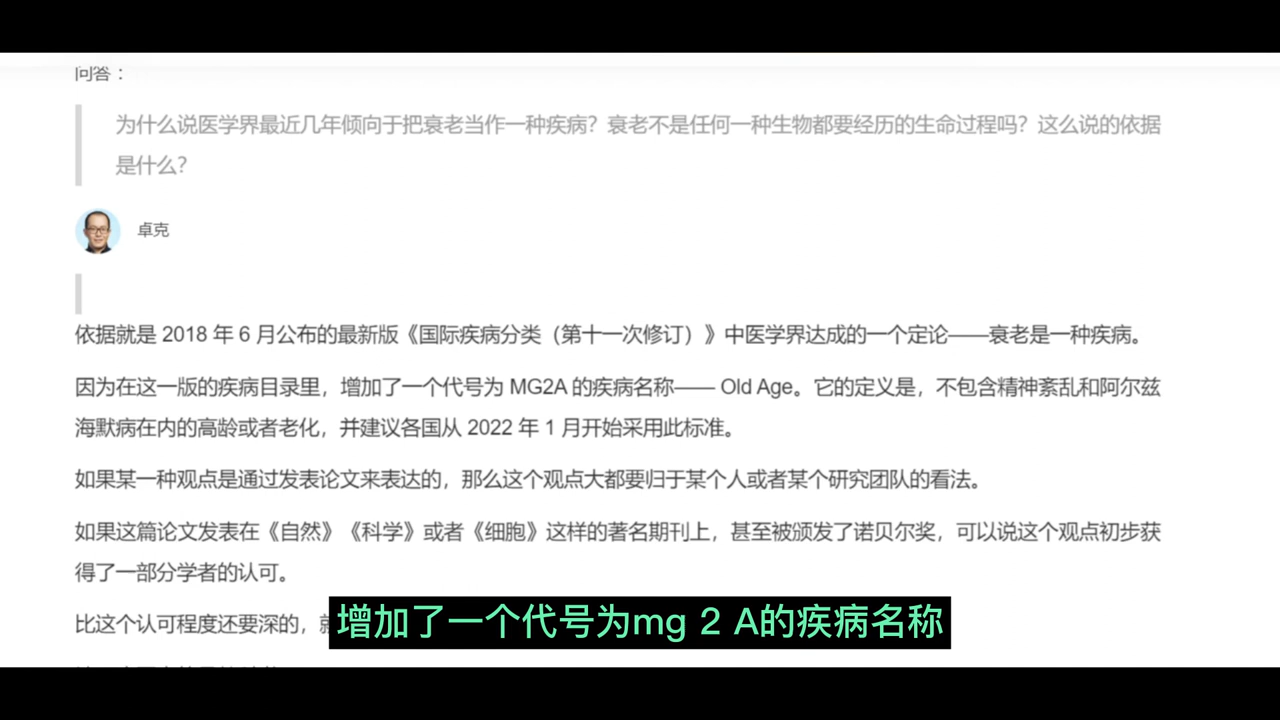 问答：
为什么说医学界最近几年倾向于把衰老当作一种疾病？衰老不是任何一种生物都要经历的生命过程吗？这么说的依据
是什么？
卓克
依据就是 2018 年 6 月公布的最新版《国际疾病分类（第十一次修订）》中医学界达成的一个定论——衰老是一种疾病。
因为在这一版的疾病目录里，增加了一个代号为 MG2A 的疾病名称—— Old Age。它的定义是，不包含精神紊乱和阿尔兹
海默病在内的高龄或者老化，并建议各国从 2022 年 1 月开始采用此标准。
如果某一种观点是通过发表论文来表达的，那么这个观点大都要归于某个人或者某个研究团队的看法。
如果这篇论文发表在《自然》《科学》或者《细胞》这样的著名期刊上，甚至被颁发了诺贝尔奖，可以说这个观点初步获
得了一部分学者的认可。
比这个认可程度还要深的，
增加了一个代号为mg 2 A的疾病名称